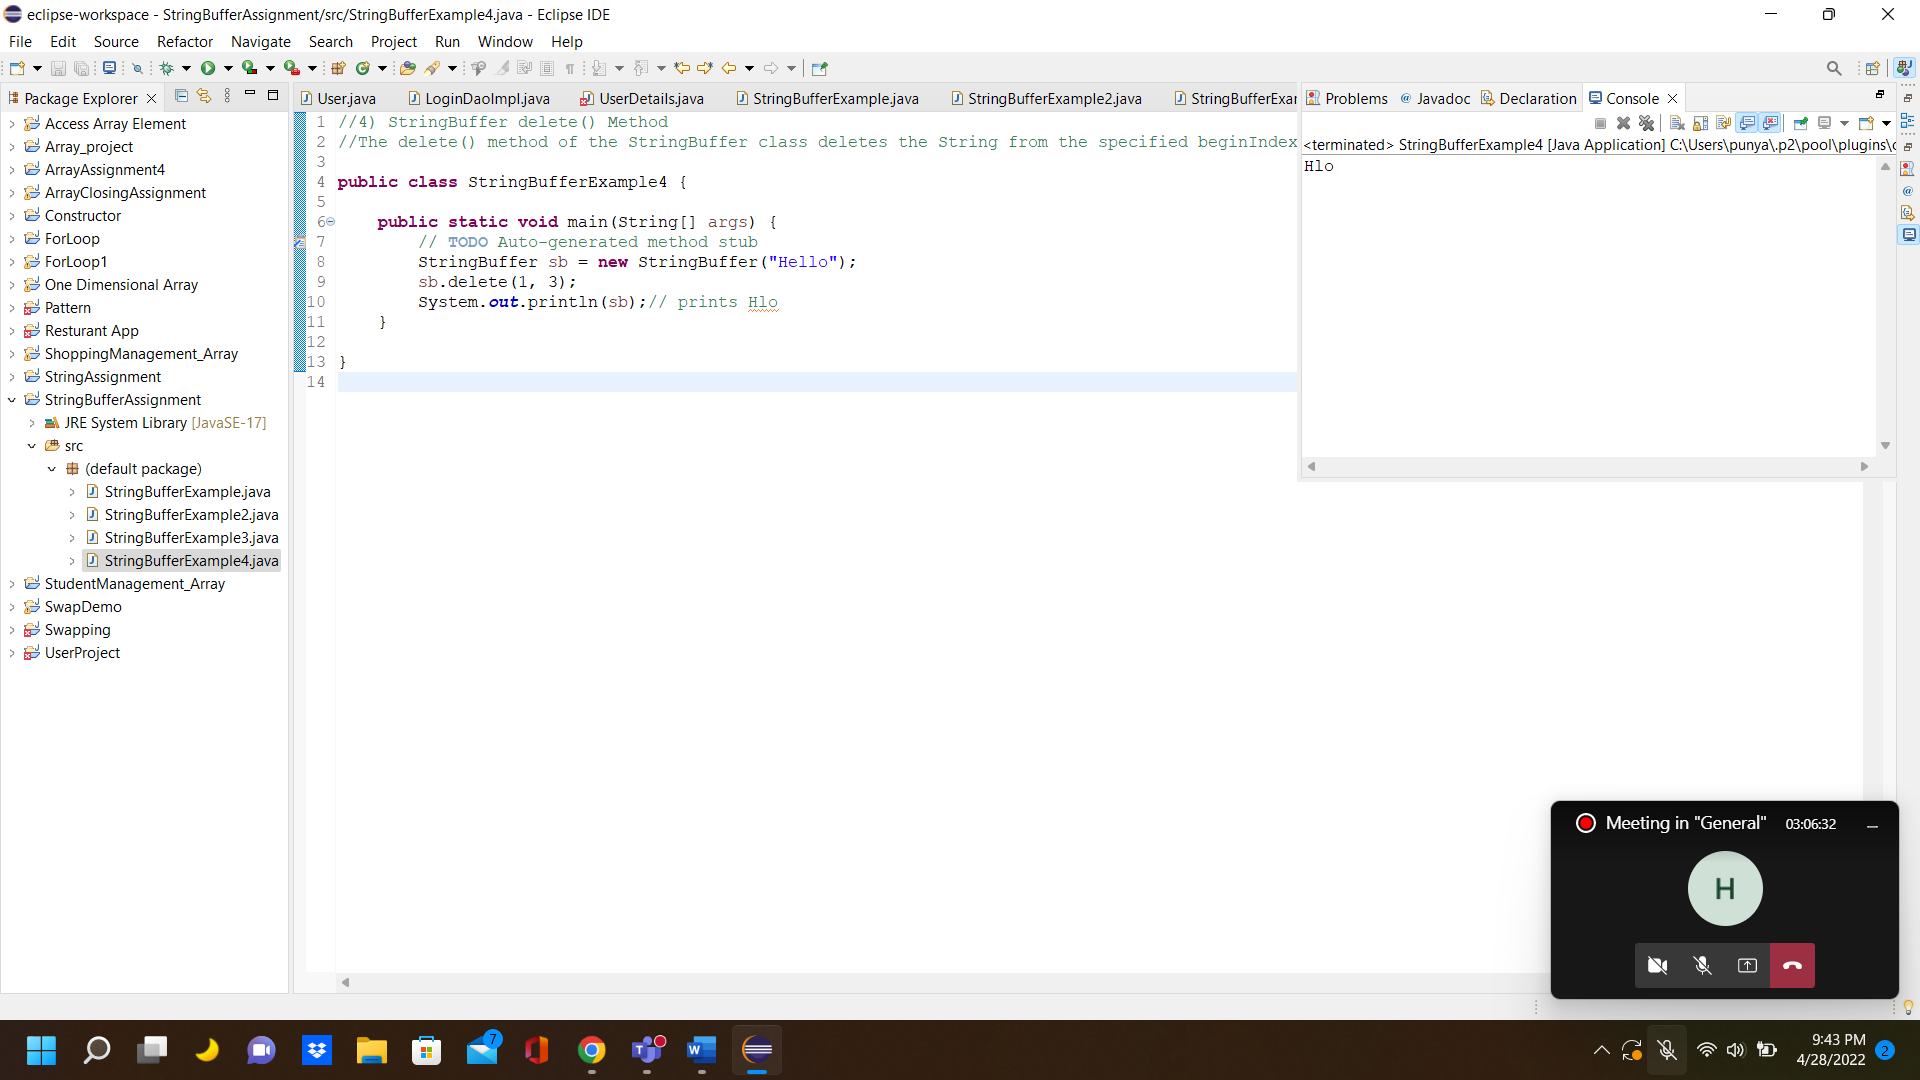 eclipse-workspace - StringBufferAssignment/src/StringBufferExample4.java - Eclipse IDE
File Edit Source Refactor Navigate Search Project Run Window Help
Package Explorer
Access Array Element
Array_project
ArrayAssignment4
ArrayClosingAssignment
Constructor
ForLoop
ForLoop1
One Dimensional Array
Pattern
Resturant App
ShoppingManagement_Array
StringAssignment
StringBufferAssignment
JRE System Library [JavaSE-17]
src
(default package)
StringBufferExample.java
StringBufferExample2.java
StringBufferExample3.java
StringBufferExample4.java
StudentManagement_Array
SwapDemo
Swapping
UserProject
User.java LoginDaoImpl.java UserDetails.java StringBufferExample.java StringBufferExample2.java StringBufferExar
1 //4) StringBuffer delete() Method
2 //The delete() method of the StringBuffer class deletes the String from the specified beginIndex
3
4 public class StringBufferExample4 {
5
6 public static void main(String[] args) {
7 // TODO Auto-generated method stub
8 StringBuffer sb = new StringBuffer("Hello");
9 sb.delete(1, 3);
10 System.out.println(sb);// prints Hlo
11 }
12
13 }
14
Problems Javadoc Declaration Console
<terminated> StringBufferExample4 [Java Application] C:\Users\punya\.p2\pool\plugins\
Hlo
Meeting in "General" 03:06:32
H
7
9:43 PM
4/28/2022
2